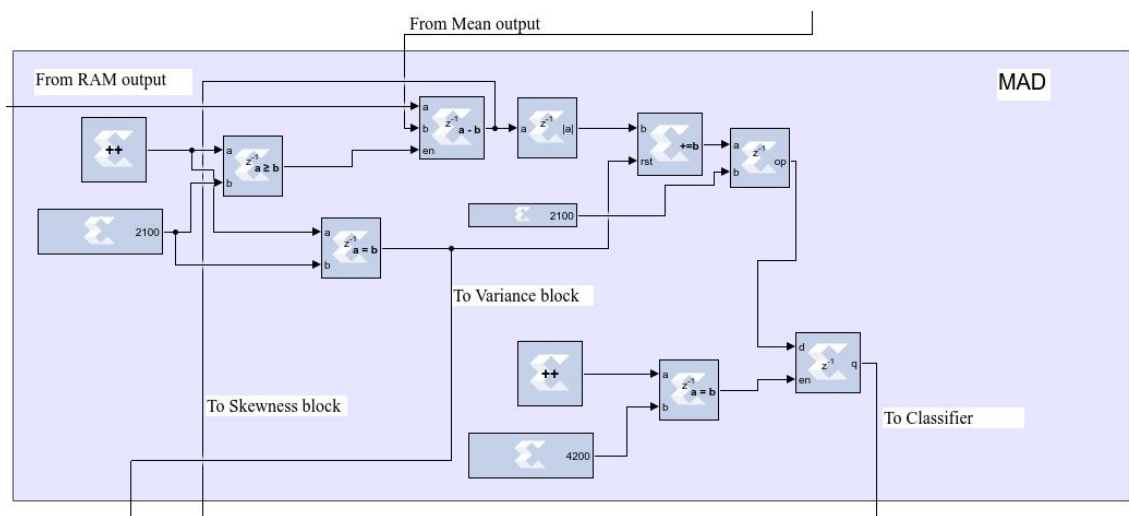 From Mean output
From RAM output
MAD
a
b
en
z-1
a - b
a
z-1
|a|
b
rst
+=b
a
b
z-1
op
++
a
b
z-1
a ≥ b
2100
2100
a
b
z-1
a = b
To Variance block
d
en
z-1
q
++
a
b
z-1
a = b
To Skewness block
To Classifier
4200